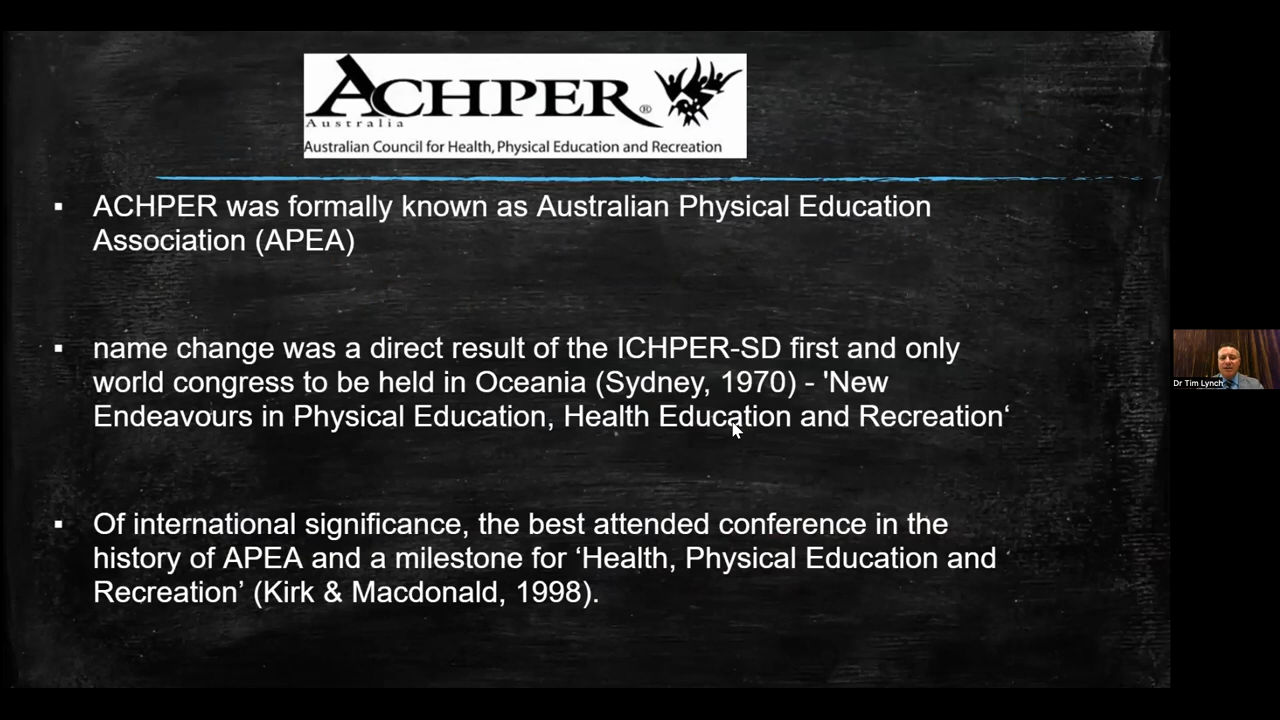 ACHPER®
Australia
Australian Council for Health, Physical Education and Recreation
▪ ACHPER was formally known as Australian Physical Education
Association (APEA)
▪ name change was a direct result of the ICHPER-SD first and only
world congress to be held in Oceania (Sydney, 1970) - 'New
Endeavours in Physical Education, Health Education and Recreation‘
▪ Of international significance, the best attended conference in the
history of APEA and a milestone for ‘Health, Physical Education and
Recreation’ (Kirk & Macdonald, 1998).
Dr Tim Lynch